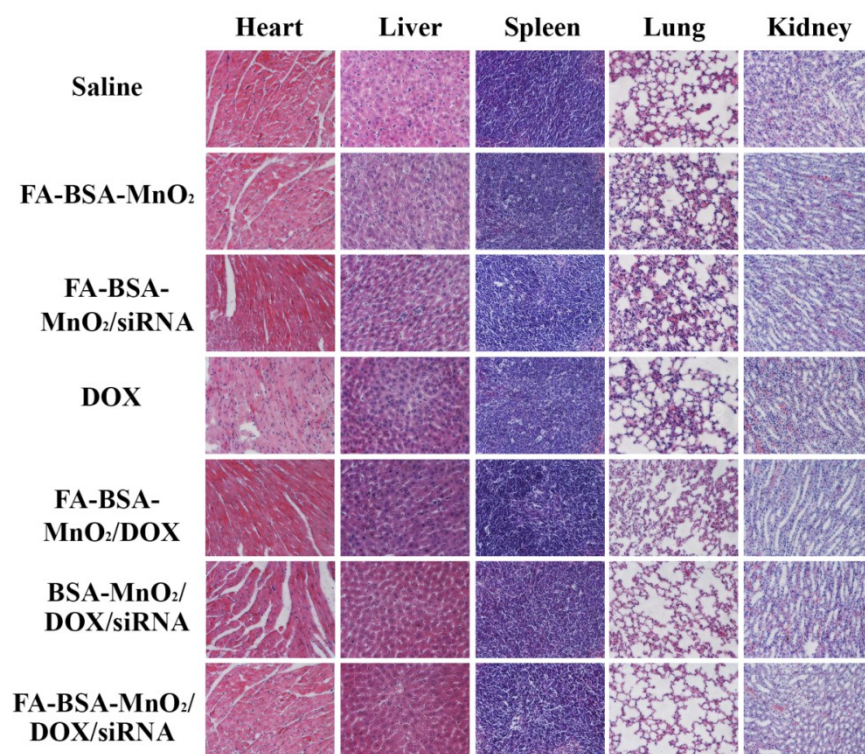 Heart Liver Spleen Lung Kidney
Saline
FA-BSA-MnO₂
FA-BSA-
MnO₂/siRNA
DOX
FA-BSA-
MnO₂/DOX
BSA-MnO₂/
DOX/siRNA
FA-BSA-MnO₂/
DOX/siRNA